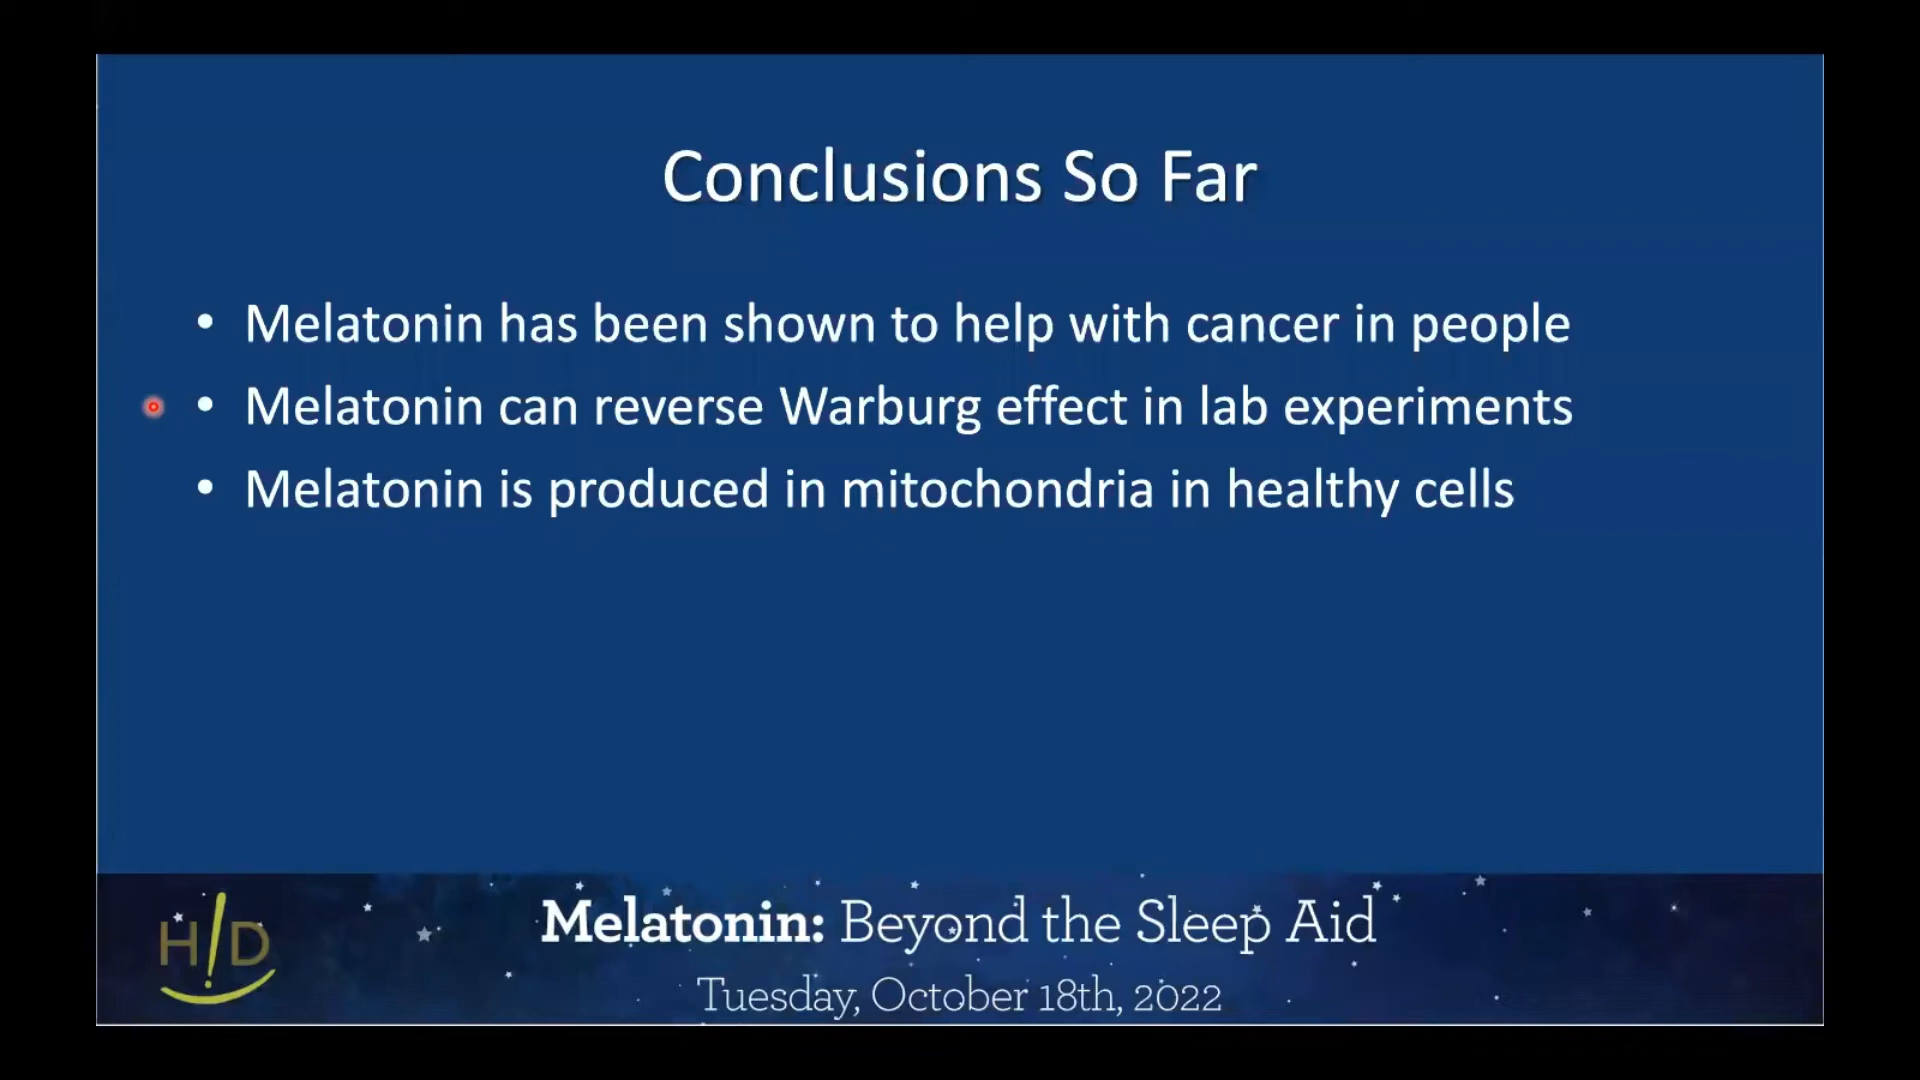 Conclusions So Far
• Melatonin has been shown to help with cancer in people
• Melatonin can reverse Warburg effect in lab experiments
• Melatonin is produced in mitochondria in healthy cells
H!D
Melatonin: Beyond the Sleep Aid
Tuesday, October 18th, 2022